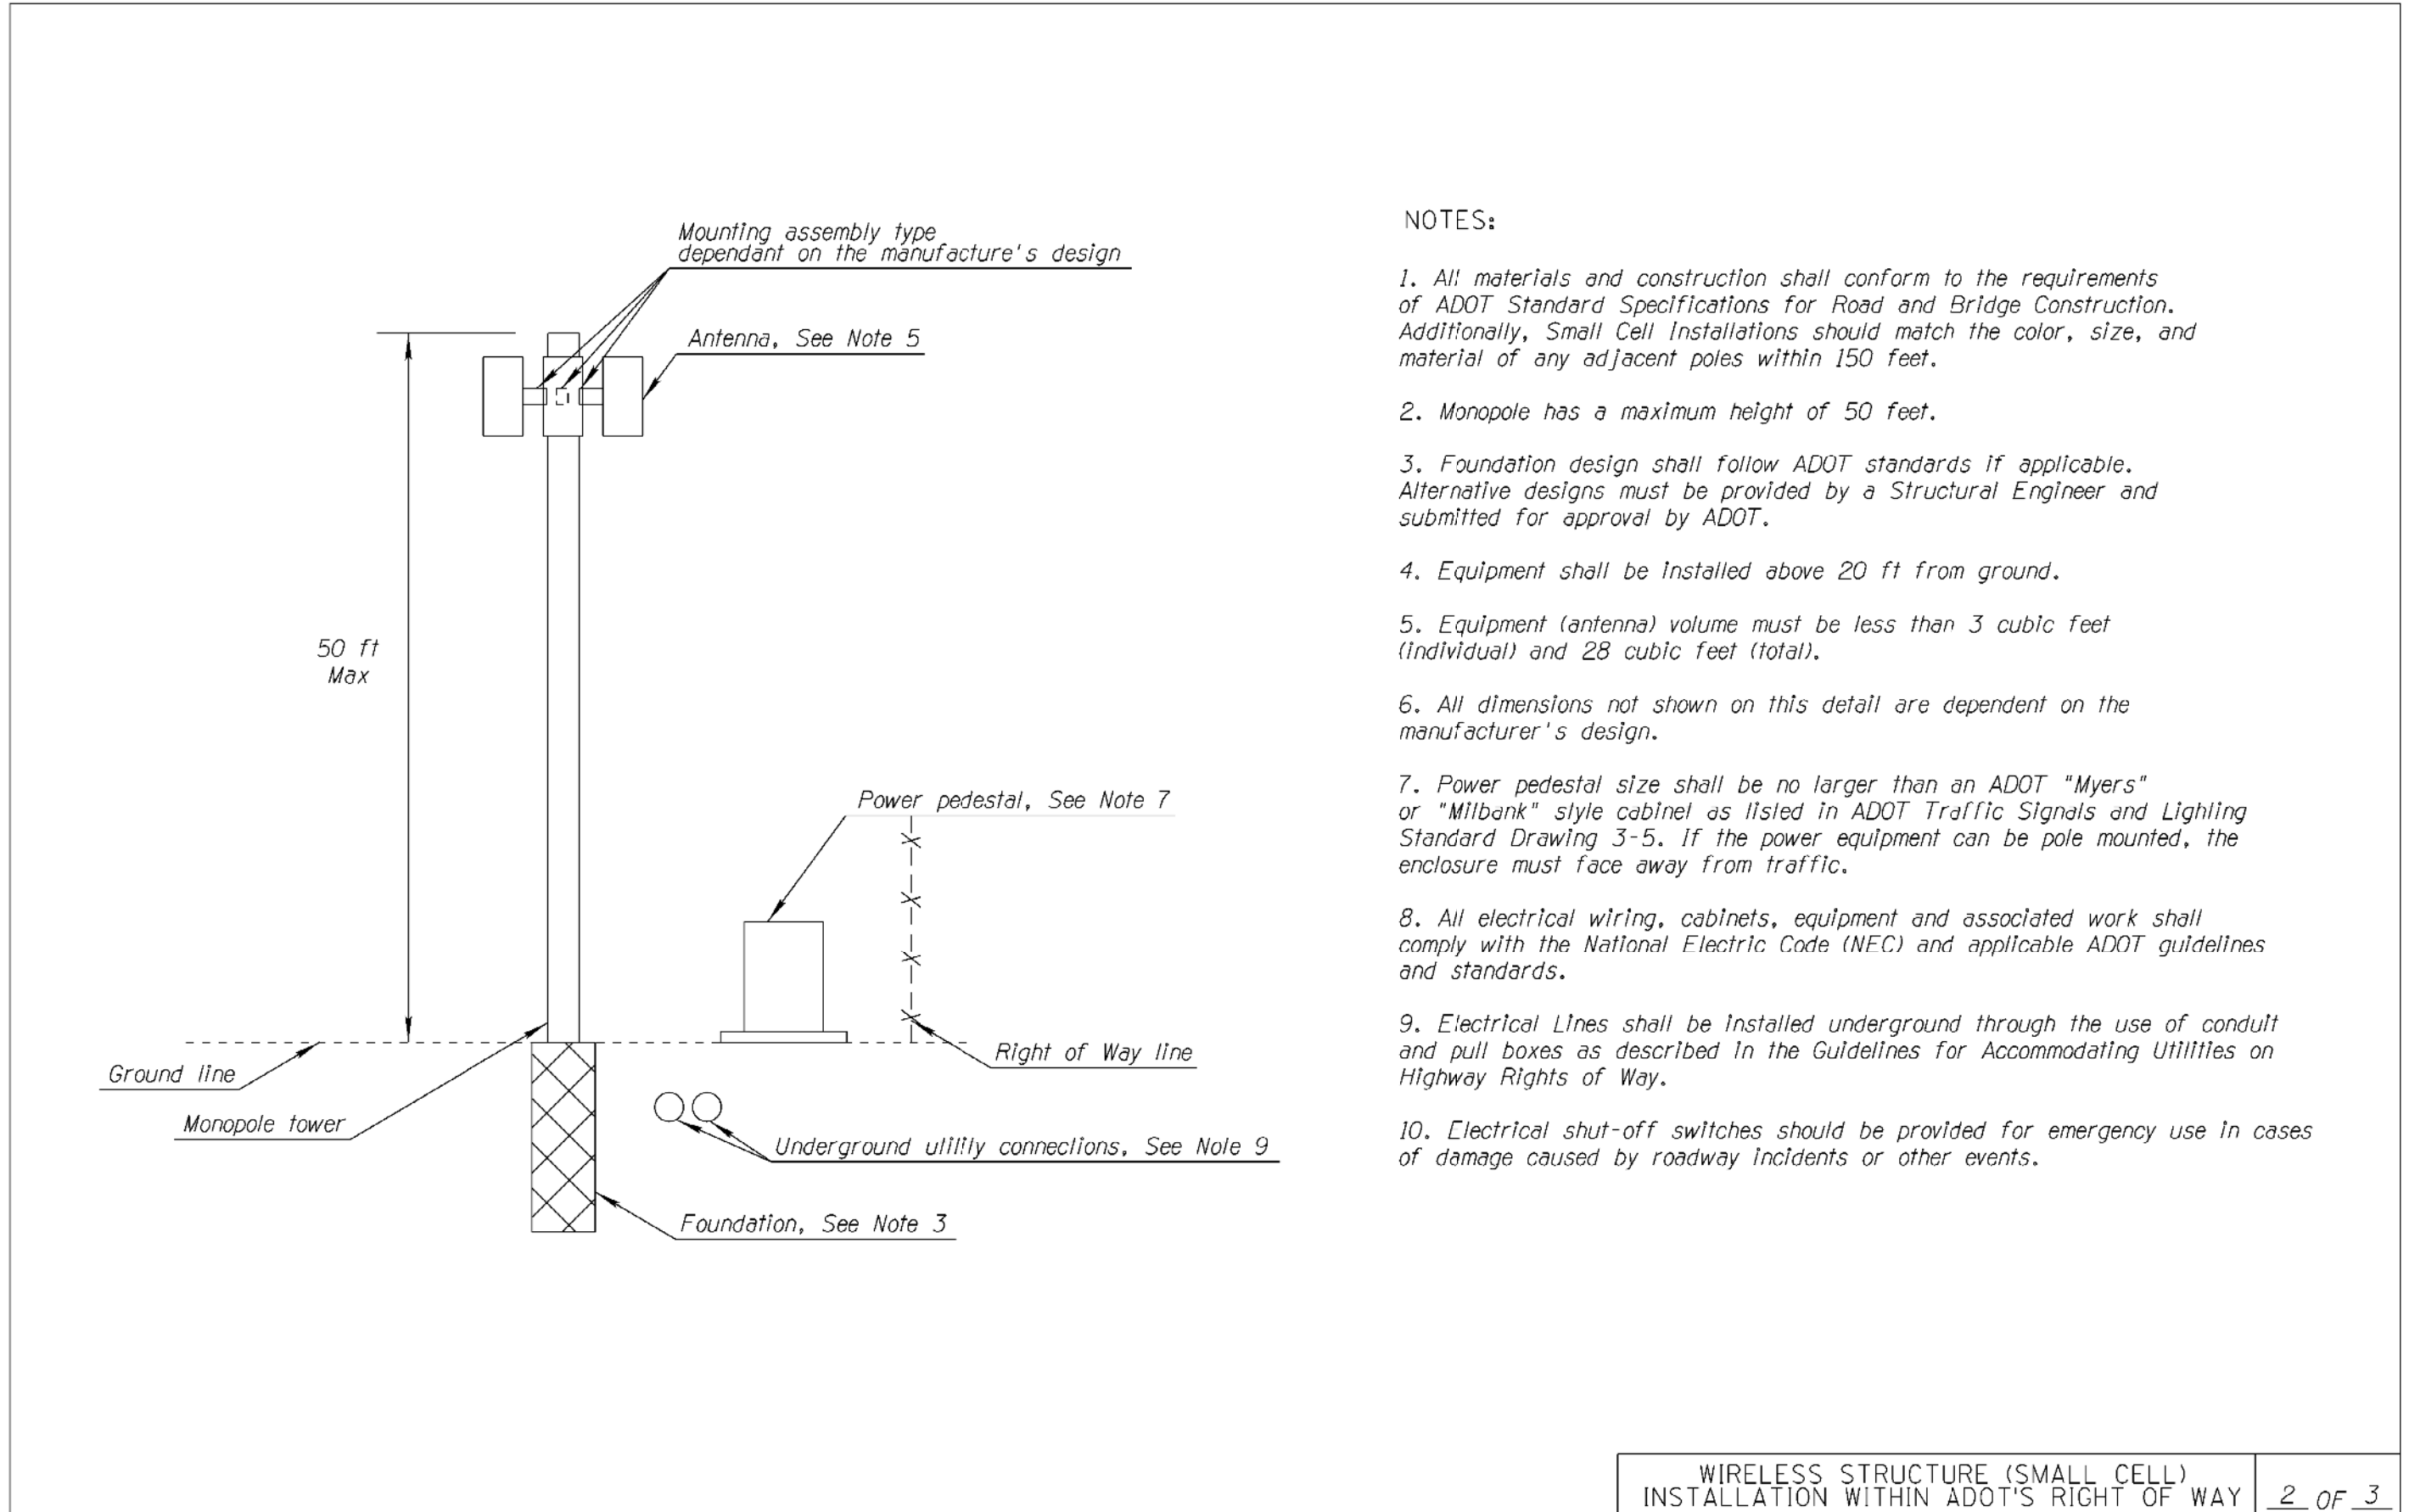 Mounting assembly type
dependant on the manufacture's design
Antenna, See Note 5
50 ft
Max
Power pedestal, See Note 7
Right of Way line
Ground line
Monopole tower
Underground utility connections, See Note 9
Foundation, See Note 3
NOTES:
1. All materials and construction shall conform to the requirements
of ADOT Standard Specifications for Road and Bridge Construction.
Additionally, Small Cell Installations should match the color, size, and
material of any adjacent poles within 150 feet.
2. Monopole has a maximum height of 50 feet.
3. Foundation design shall follow ADOT standards if applicable.
Alternative designs must be provided by a Structural Engineer and
submitted for approval by ADOT.
4. Equipment shall be installed above 20 ft from ground.
5. Equipment (antenna) volume must be less than 3 cubic feet
(individual) and 28 cubic feet (total).
6. All dimensions not shown on this detail are dependent on the
manufacturer's design.
7. Power pedestal size shall be no larger than an ADOT "Myers"
or "Milbank" style cabinet as listed in ADOT Traffic Signals and Lighting
Standard Drawing 3-5. If the power equipment can be pole mounted, the
enclosure must face away from traffic.
8. All electrical wiring, cabinets, equipment and associated work shall
comply with the National Electric Code (NEC) and applicable ADOT guidelines
and standards.
9. Electrical Lines shall be installed underground through the use of conduit
and pull boxes as described in the Guidelines for Accommodating Utilities on
Highway Rights of Way.
10. Electrical shut-off switches should be provided for emergency use in cases
of damage caused by roadway incidents or other events.
WIRELESS STRUCTURE (SMALL CELL)
INSTALLATION WITHIN ADOT'S RIGHT OF WAY
2 OF 3